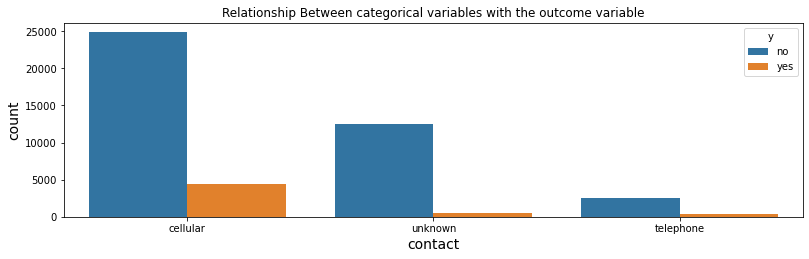 Relationship Between categorical variables with the outcome variable
y
no
yes
25000
20000
15000
10000
5000
0
count
cellular
unknown
telephone
contact